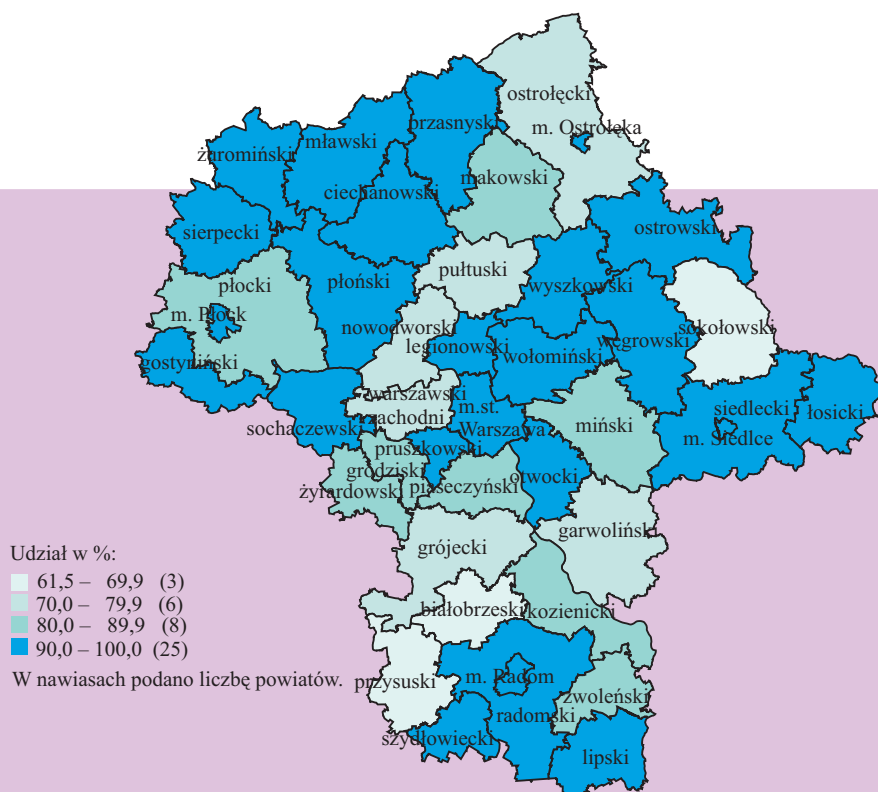 ostrołęcki
m. Ostrołęka
przasnyski
mławski
żuromiński
makowski
ciechanowski
sierpecki
ostrowski
płocki
pułtuski
płoński
wyszkowski
m. Płock
nowodworski
sokołowski
legionowski
wołomiński
węgrowski
gostyniński
warszawski
zachodni
m.st.
Warszawa
siedlecki
łosicki
miński
sochaczewski
m. Siedlce
pruszkowski
grodziski
otwocki
żyrardowski
piaseczyński
garwoliński
grójecki
Udział w %:
61,5 – 69,9 (3)
70,0 – 79,9 (6)
80,0 – 89,9 (8)
90,0 – 100,0 (25)
W nawiasach podano liczbę powiatów.
białobrzeski
kozienicki
przysuski
m. Radom
zwoleński
radomski
szydłowiecki
lipski